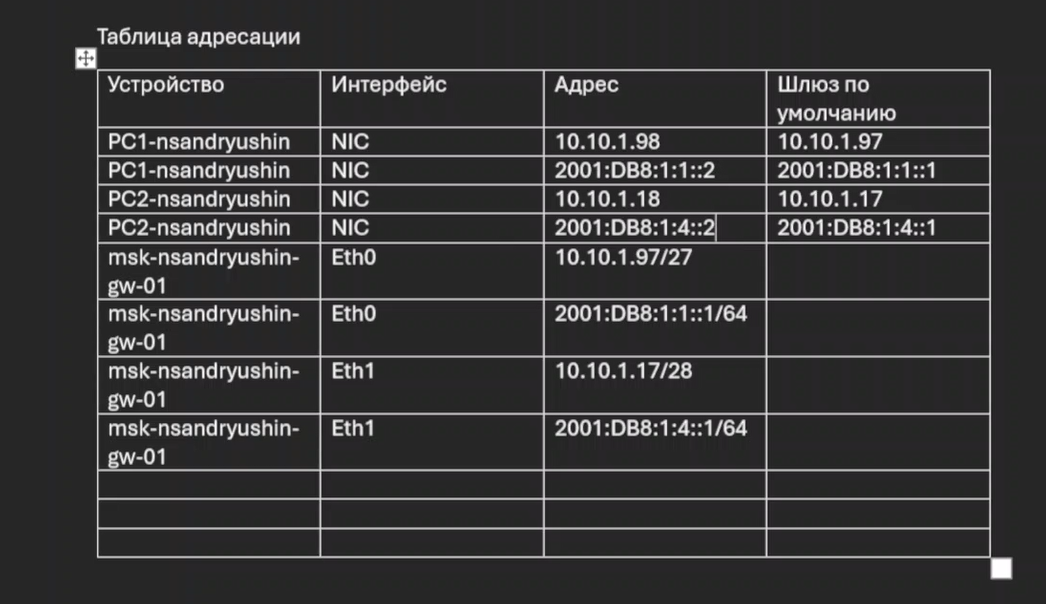 Таблица адресации
Устройство Интерфейс Адрес Шлюз по
умолчанию
PC1-nsandryushin NIC 10.10.1.98 10.10.1.97
PC1-nsandryushin NIC 2001:DB8:1:1::2 2001:DB8:1:1::1
PC2-nsandryushin NIC 10.10.1.18 10.10.1.17
PC2-nsandryushin NIC 2001:DB8:1:4::2 2001:DB8:1:4::1
msk-nsandryushin- Eth0 10.10.1.97/27
gw-01
msk-nsandryushin- Eth0 2001:DB8:1:1::1/64
gw-01
msk-nsandryushin- Eth1 10.10.1.17/28
gw-01
msk-nsandryushin- Eth1 2001:DB8:1:4::1/64
gw-01